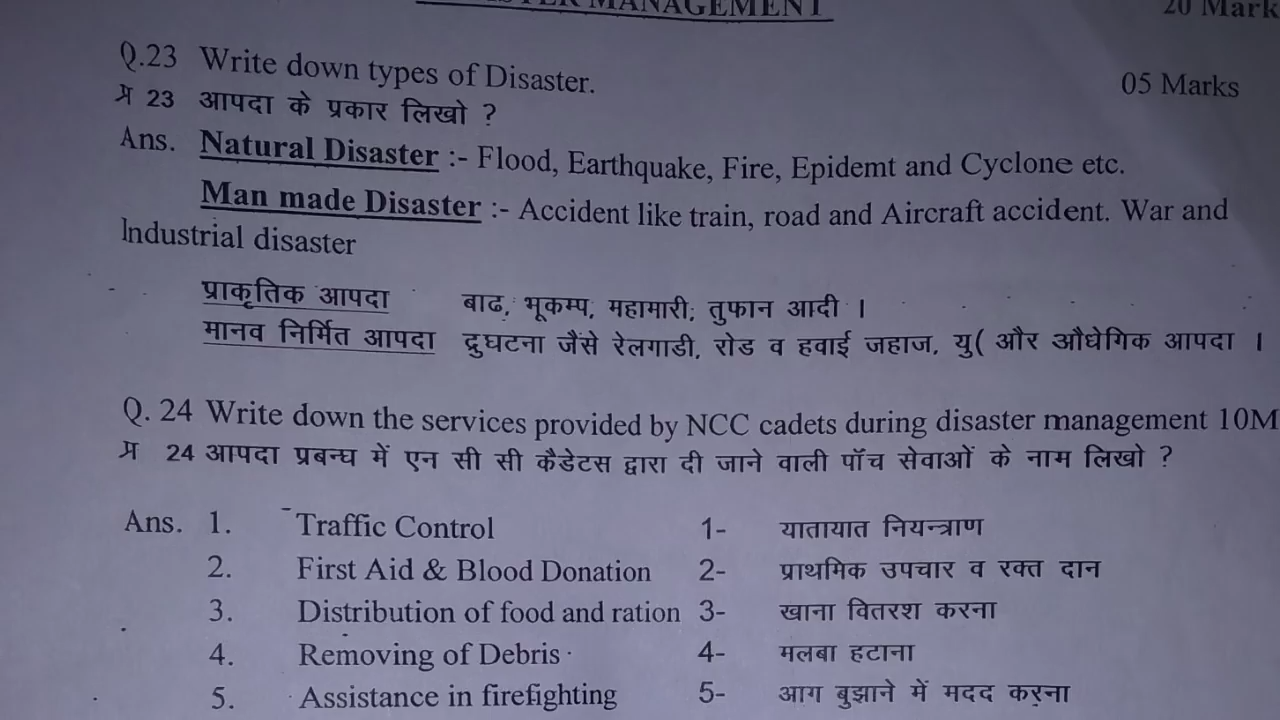 MANAGEMENT
20 Mark
Q.23 Write down types of Disaster.
05 Marks
प्र 23 आपदा के प्रकार लिखो ?
Ans. Natural Disaster :- Flood, Earthquake, Fire, Epidemt and Cyclone etc.
Man made Disaster :- Accident like train, road and Aircraft accident. War and
Industrial disaster
प्राकृतिक आपदा बाढ, भूकम्प, महामारी, तुफान आदी ।
मानव निर्मित आपदा दुघटना जैंसे रेलगाडी, रोड व हवाई जहाज, यु( और औधेगिक आपदा ।
Q. 24 Write down the services provided by NCC cadets during disaster management 10M
प्र 24 आपदा प्रबन्घ में एन सी सी कैडेटस द्वारा दी जाने वाली पॉच सेवाओं के नाम लिखो ?
Ans. 1. Traffic Control 1- यातायात नियन्त्राण
2. First Aid & Blood Donation 2- प्राथमिक उपचार व रक्त दान
3. Distribution of food and ration 3- खाना वितरश करना
4. Removing of Debris 4- मलबा हटाना
5. Assistance in firefighting 5- आग बुझाने में मदद करना